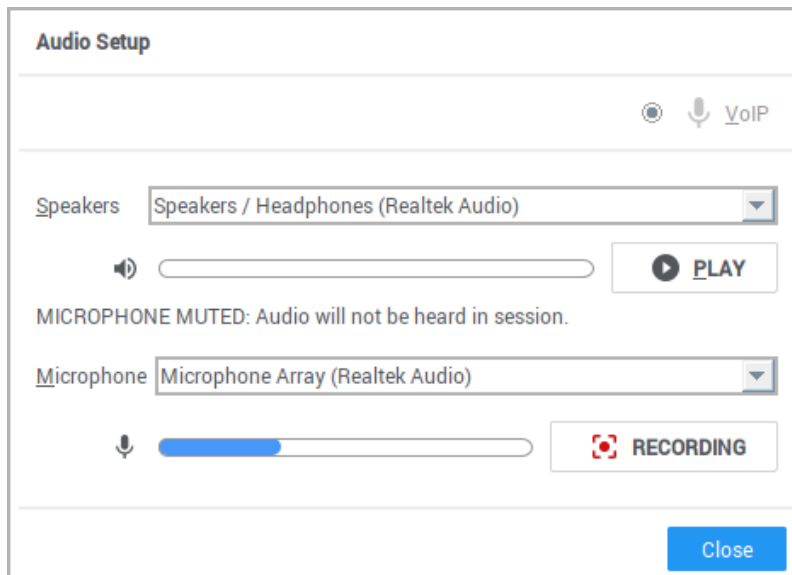 Audio Setup
VoIP
Speakers Speakers / Headphones (Realtek Audio)
PLAY
MICROPHONE MUTED: Audio will not be heard in session.
Microphone Microphone Array (Realtek Audio)
RECORDING
Close